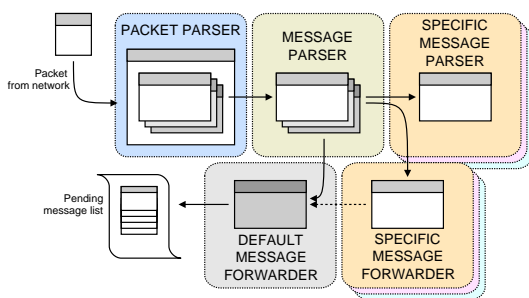 PACKET PARSER
MESSAGE
PARSER
SPECIFIC
MESSAGE
PARSER
Packet
from network
Pending
message list
DEFAULT
MESSAGE
FORWARDER
SPECIFIC
MESSAGE
FORWARDER